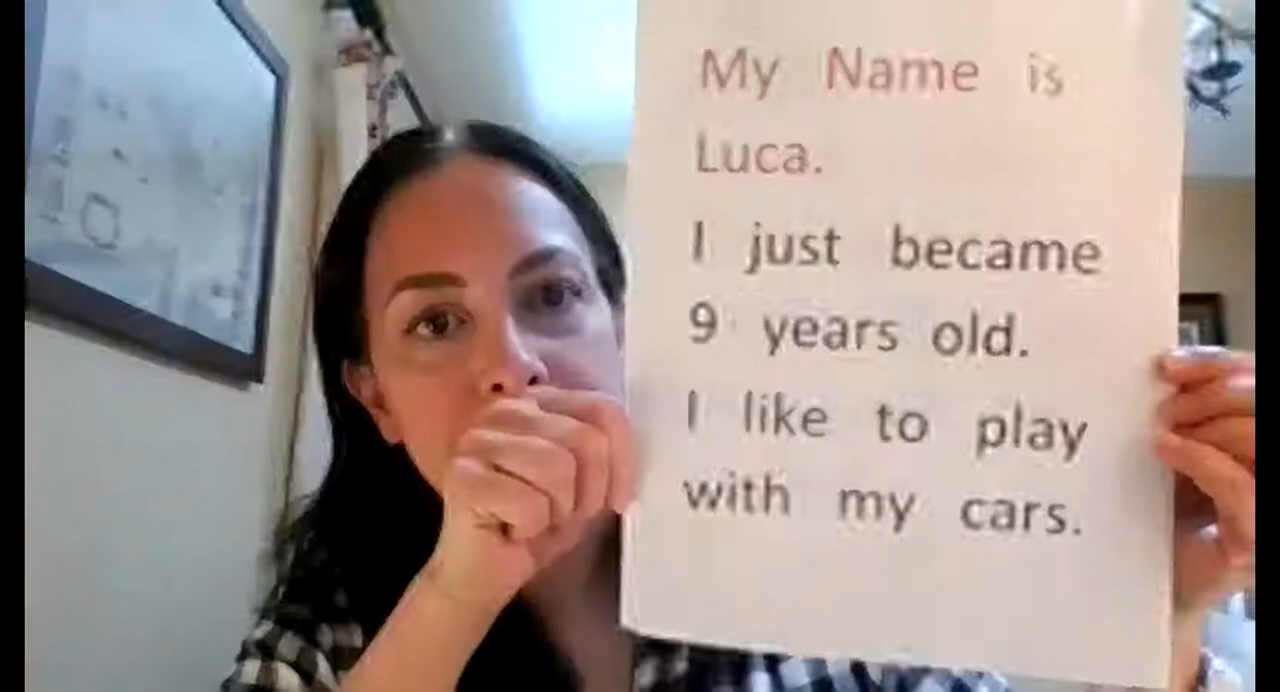 My Name is
Luca.
I just became
9 years old.
I like to play
with my cars.